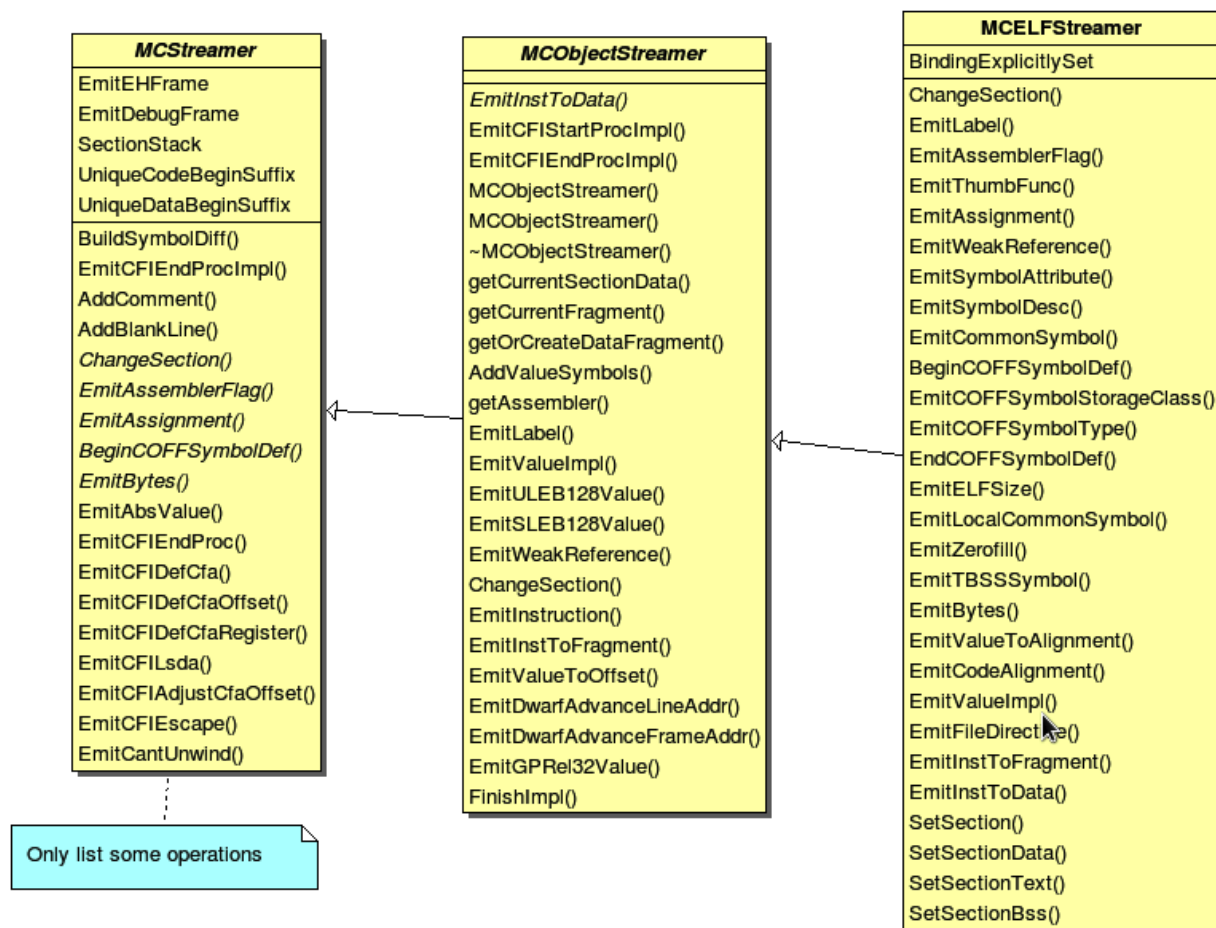 MCStreamer
EmitEHFrame
EmitDebugFrame
SectionStack
UniqueCodeBeginSuffix
UniqueDataBeginSuffix
BuildSymbolDiff()
EmitCFIEndProcImpl()
AddComment()
AddBlankLine()
ChangeSection()
EmitAssemblerFlag()
EmitAssignment()
BeginCOFFSymbolDef()
EmitBytes()
EmitAbsValue()
EmitCFIEndProc()
EmitCFIDefCfa()
EmitCFIDefCfaOffset()
EmitCFIDefCfaRegister()
EmitCFILsda()
EmitCFIAdjustCfaOffset()
EmitCFIEscape()
EmitCantUnwind()
Only list some operations
MCObjectStreamer
EmitInstToData()
EmitCFIStartProcImpl()
EmitCFIEndProcImpl()
MCObjectStreamer()
MCObjectStreamer()
~MCObjectStreamer()
getCurrentSectionData()
getCurrentFragment()
getOrCreateDataFragment()
AddValueSymbols()
getAssembler()
EmitLabel()
EmitValueImpl()
EmitULEB128Value()
EmitSLEB128Value()
EmitWeakReference()
ChangeSection()
EmitInstruction()
EmitInstToFragment()
EmitValueToOffset()
EmitDwarfAdvanceLineAddr()
EmitDwarfAdvanceFrameAddr()
EmitGPRel32Value()
FinishImpl()
MCELFStreamer
BindingExplicitlySet
ChangeSection()
EmitLabel()
EmitAssemblerFlag()
EmitThumbFunc()
EmitAssignment()
EmitWeakReference()
EmitSymbolAttribute()
EmitSymbolDesc()
EmitCommonSymbol()
BeginCOFFSymbolDef()
EmitCOFFSymbolStorageClass()
EmitCOFFSymbolType()
EndCOFFSymbolDef()
EmitELFSize()
EmitLocalCommonSymbol()
EmitZerofill()
EmitTBSSSymbol()
EmitBytes()
EmitValueToAlignment()
EmitCodeAlignment()
EmitValueImpl()
EmitFileDirective()
EmitInstToFragment()
EmitInstToData()
SetSection()
SetSectionData()
SetSectionText()
SetSectionBss()